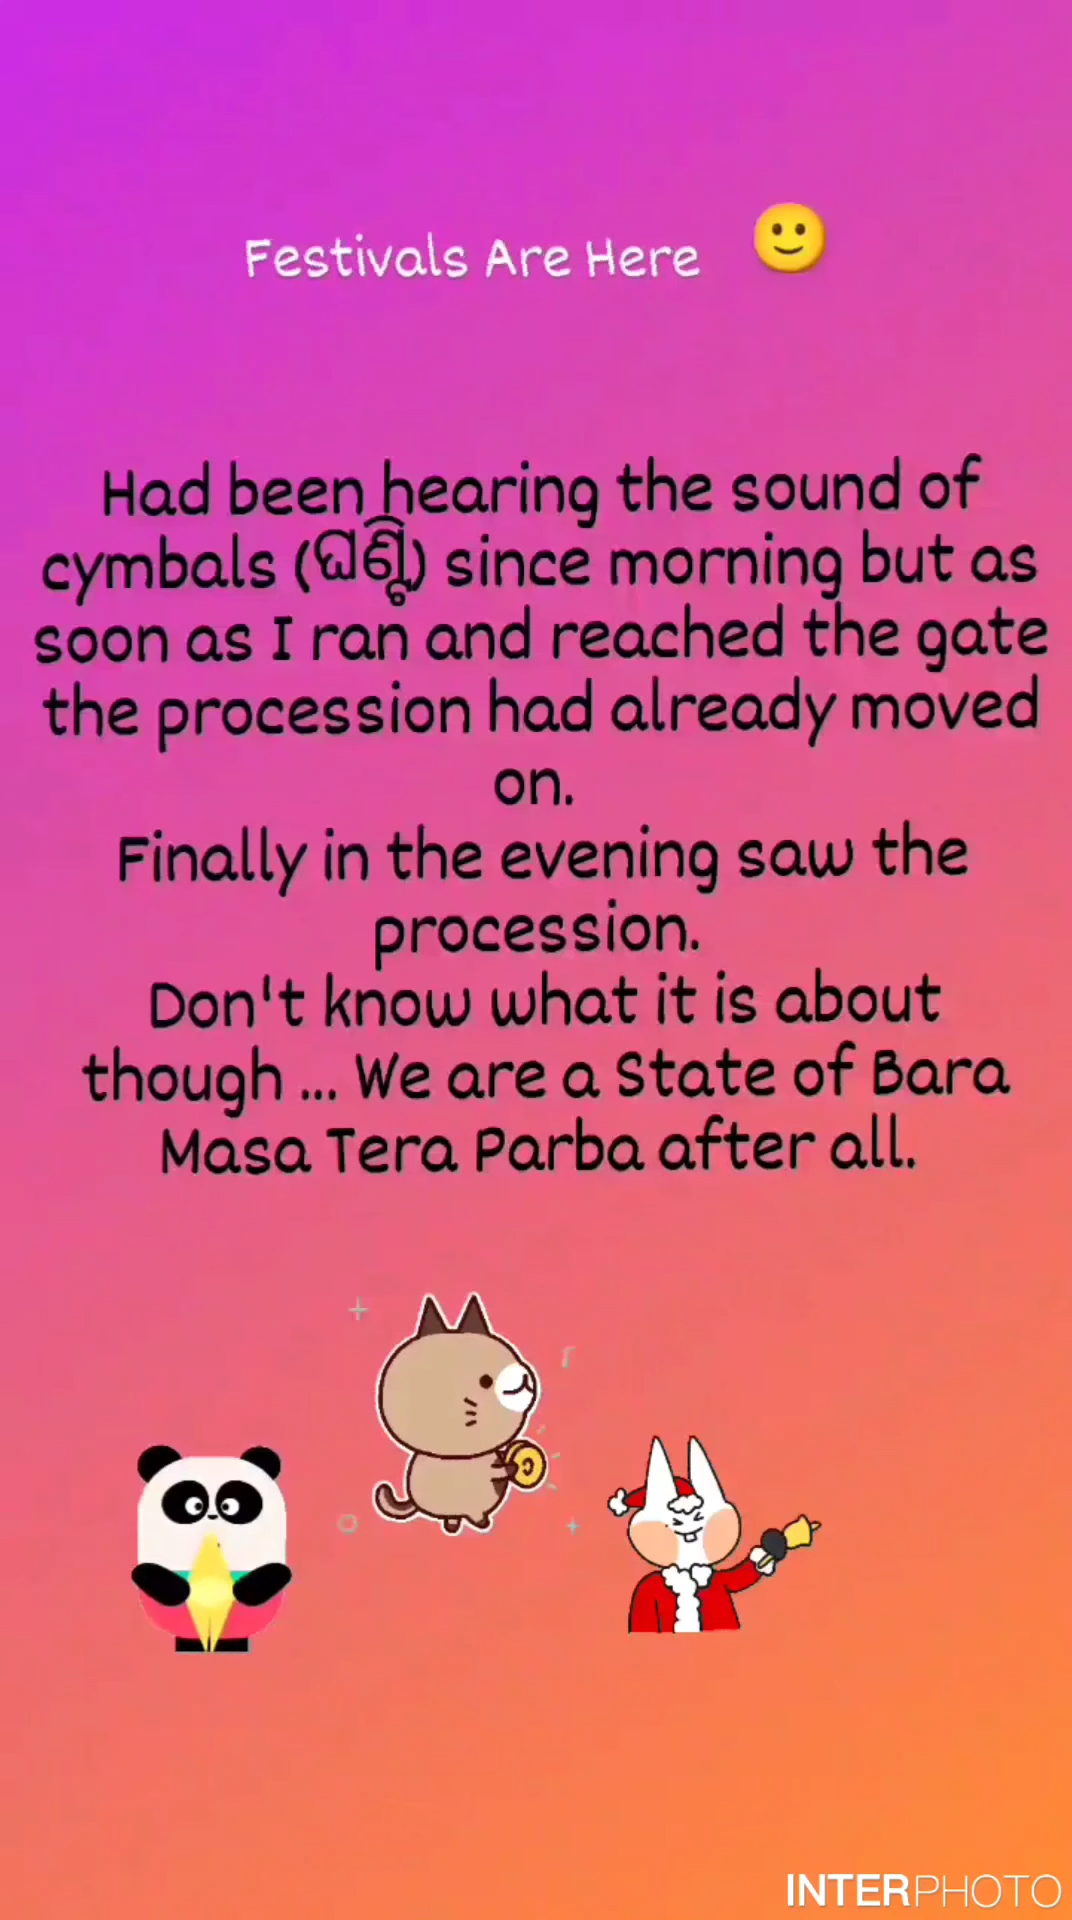 Festivals Are Here 🙂
Had been hearing the sound of
cymbals (ଘଣ୍ଟି) since morning but as
soon as I ran and reached the gate
the procession had already moved
on.
Finally in the evening saw the
procession.
Don't know what it is about
though ... We are a State of Bara
Masa Tera Parba after all.
INTERPHOTO